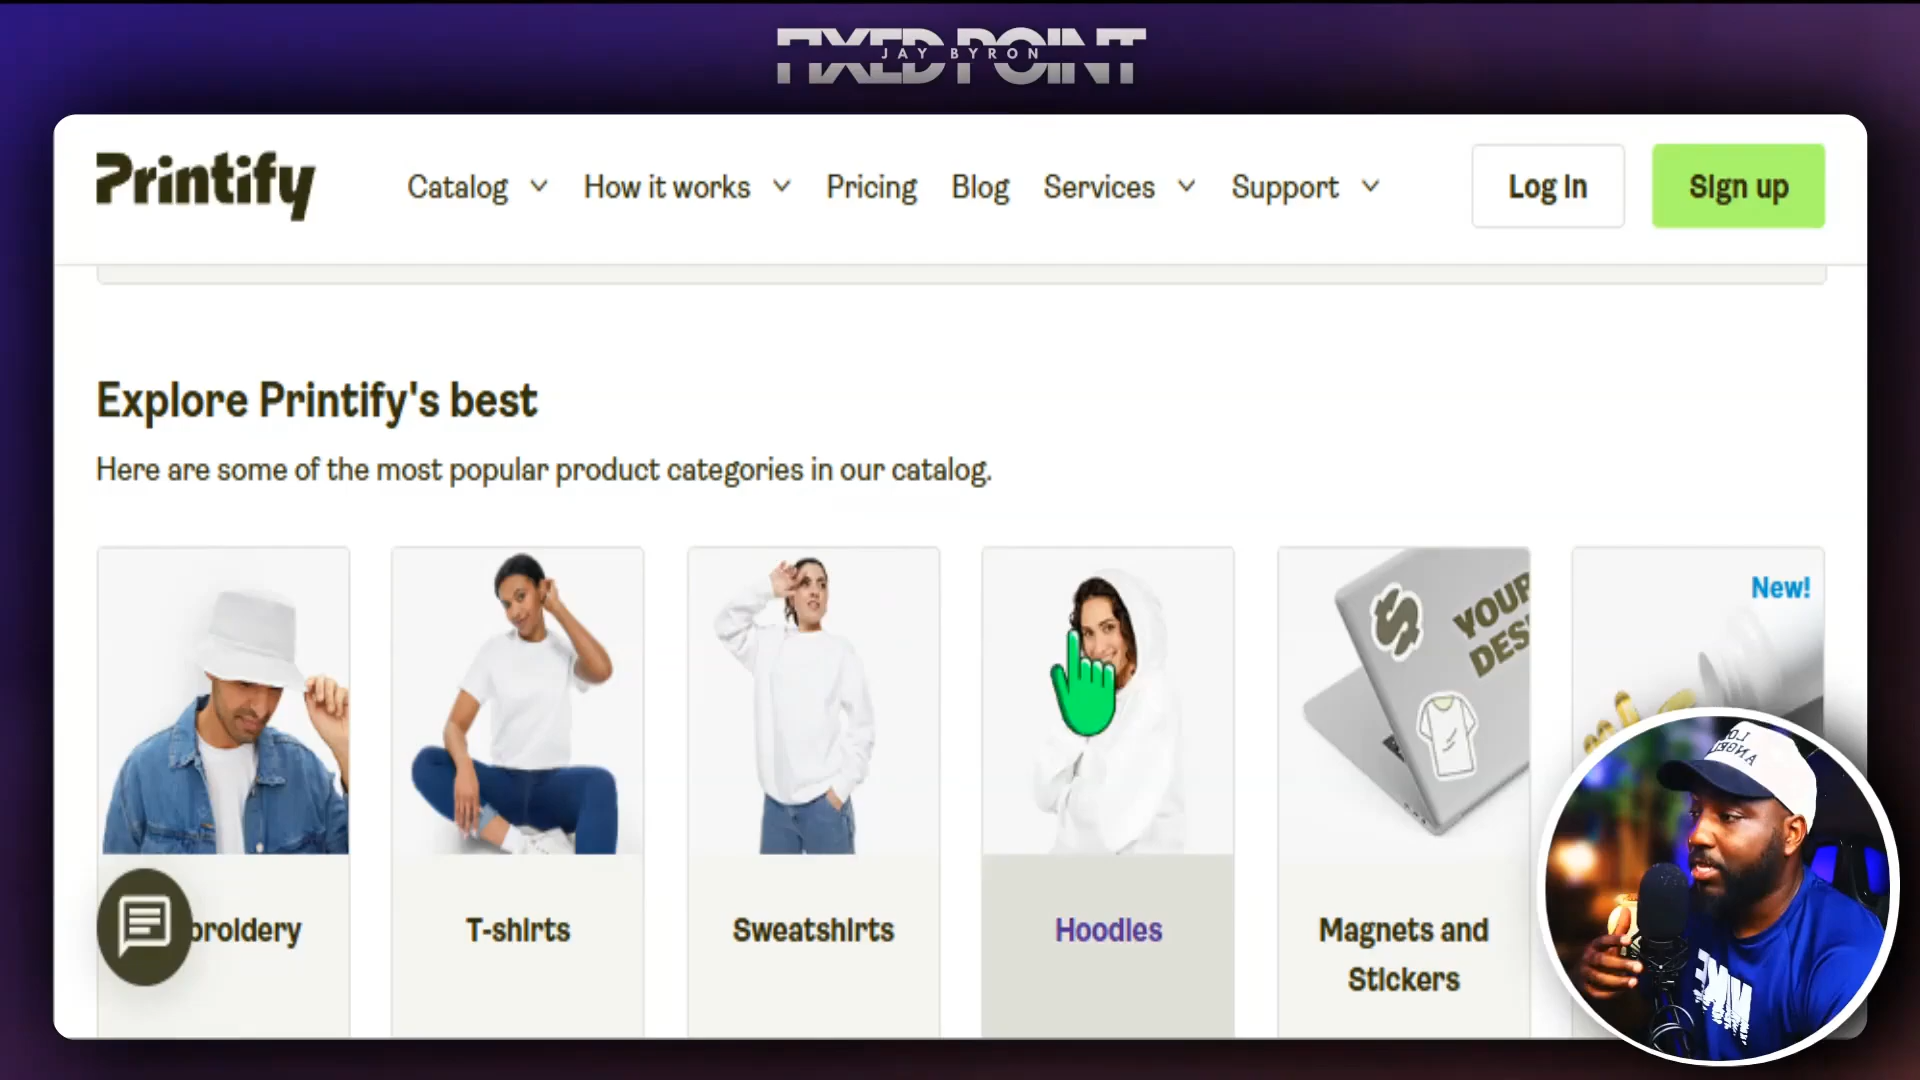 FIXED POINT
JAY BYRON
Printify
Catalog
How it works
Pricing
Blog
Services
Support
Log In
Sign up
Explore Printify's best
Here are some of the most popular product categories in our catalog.
YOUR
DES
New!
broidery
T-shirts
Sweatshirts
Hoodies
Magnets and
Stickers